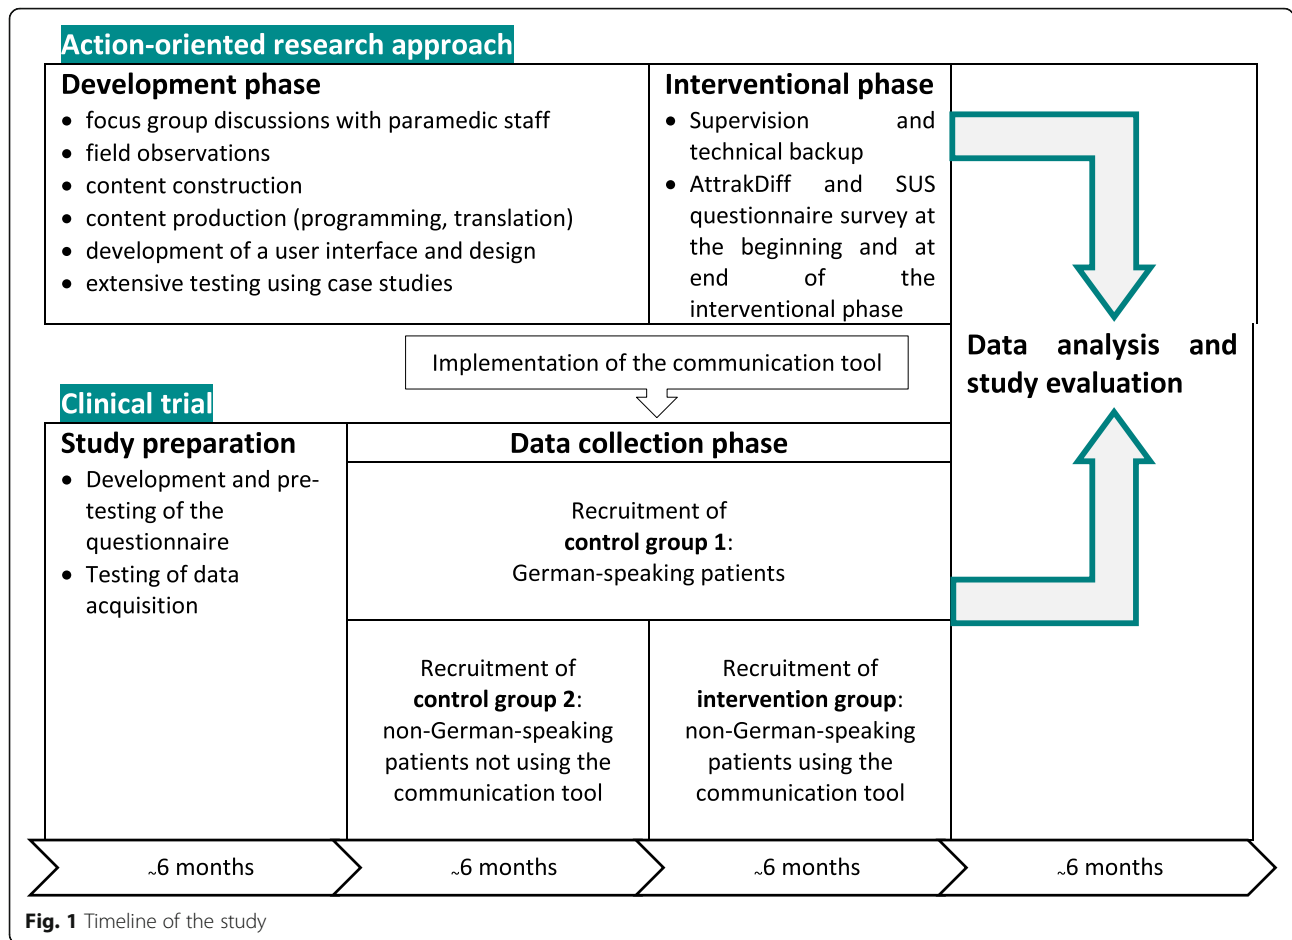 Action-oriented research approach
Development phase
• focus group discussions with paramedic staff
• field observations
• content construction
• content production (programming, translation)
• development of a user interface and design
• extensive testing using case studies
Interventional phase
• Supervision and
technical backup
• AttrakDiff and SUS
questionnaire survey at
the beginning and at
end of the
interventional phase
Data analysis and
study evaluation
Implementation of the communication tool
Clinical trial
Study preparation
• Development and pre-
testing of the
questionnaire
• Testing of data
acquisition
Data collection phase
Recruitment of
control group 1:
German-speaking patients
Recruitment of
control group 2:
non-German-speaking
patients not using the
communication tool
Recruitment of
intervention group:
non-German-speaking
patients using the
communication tool
~6 months
~6 months
~6 months
~6 months
Fig. 1 Timeline of the study